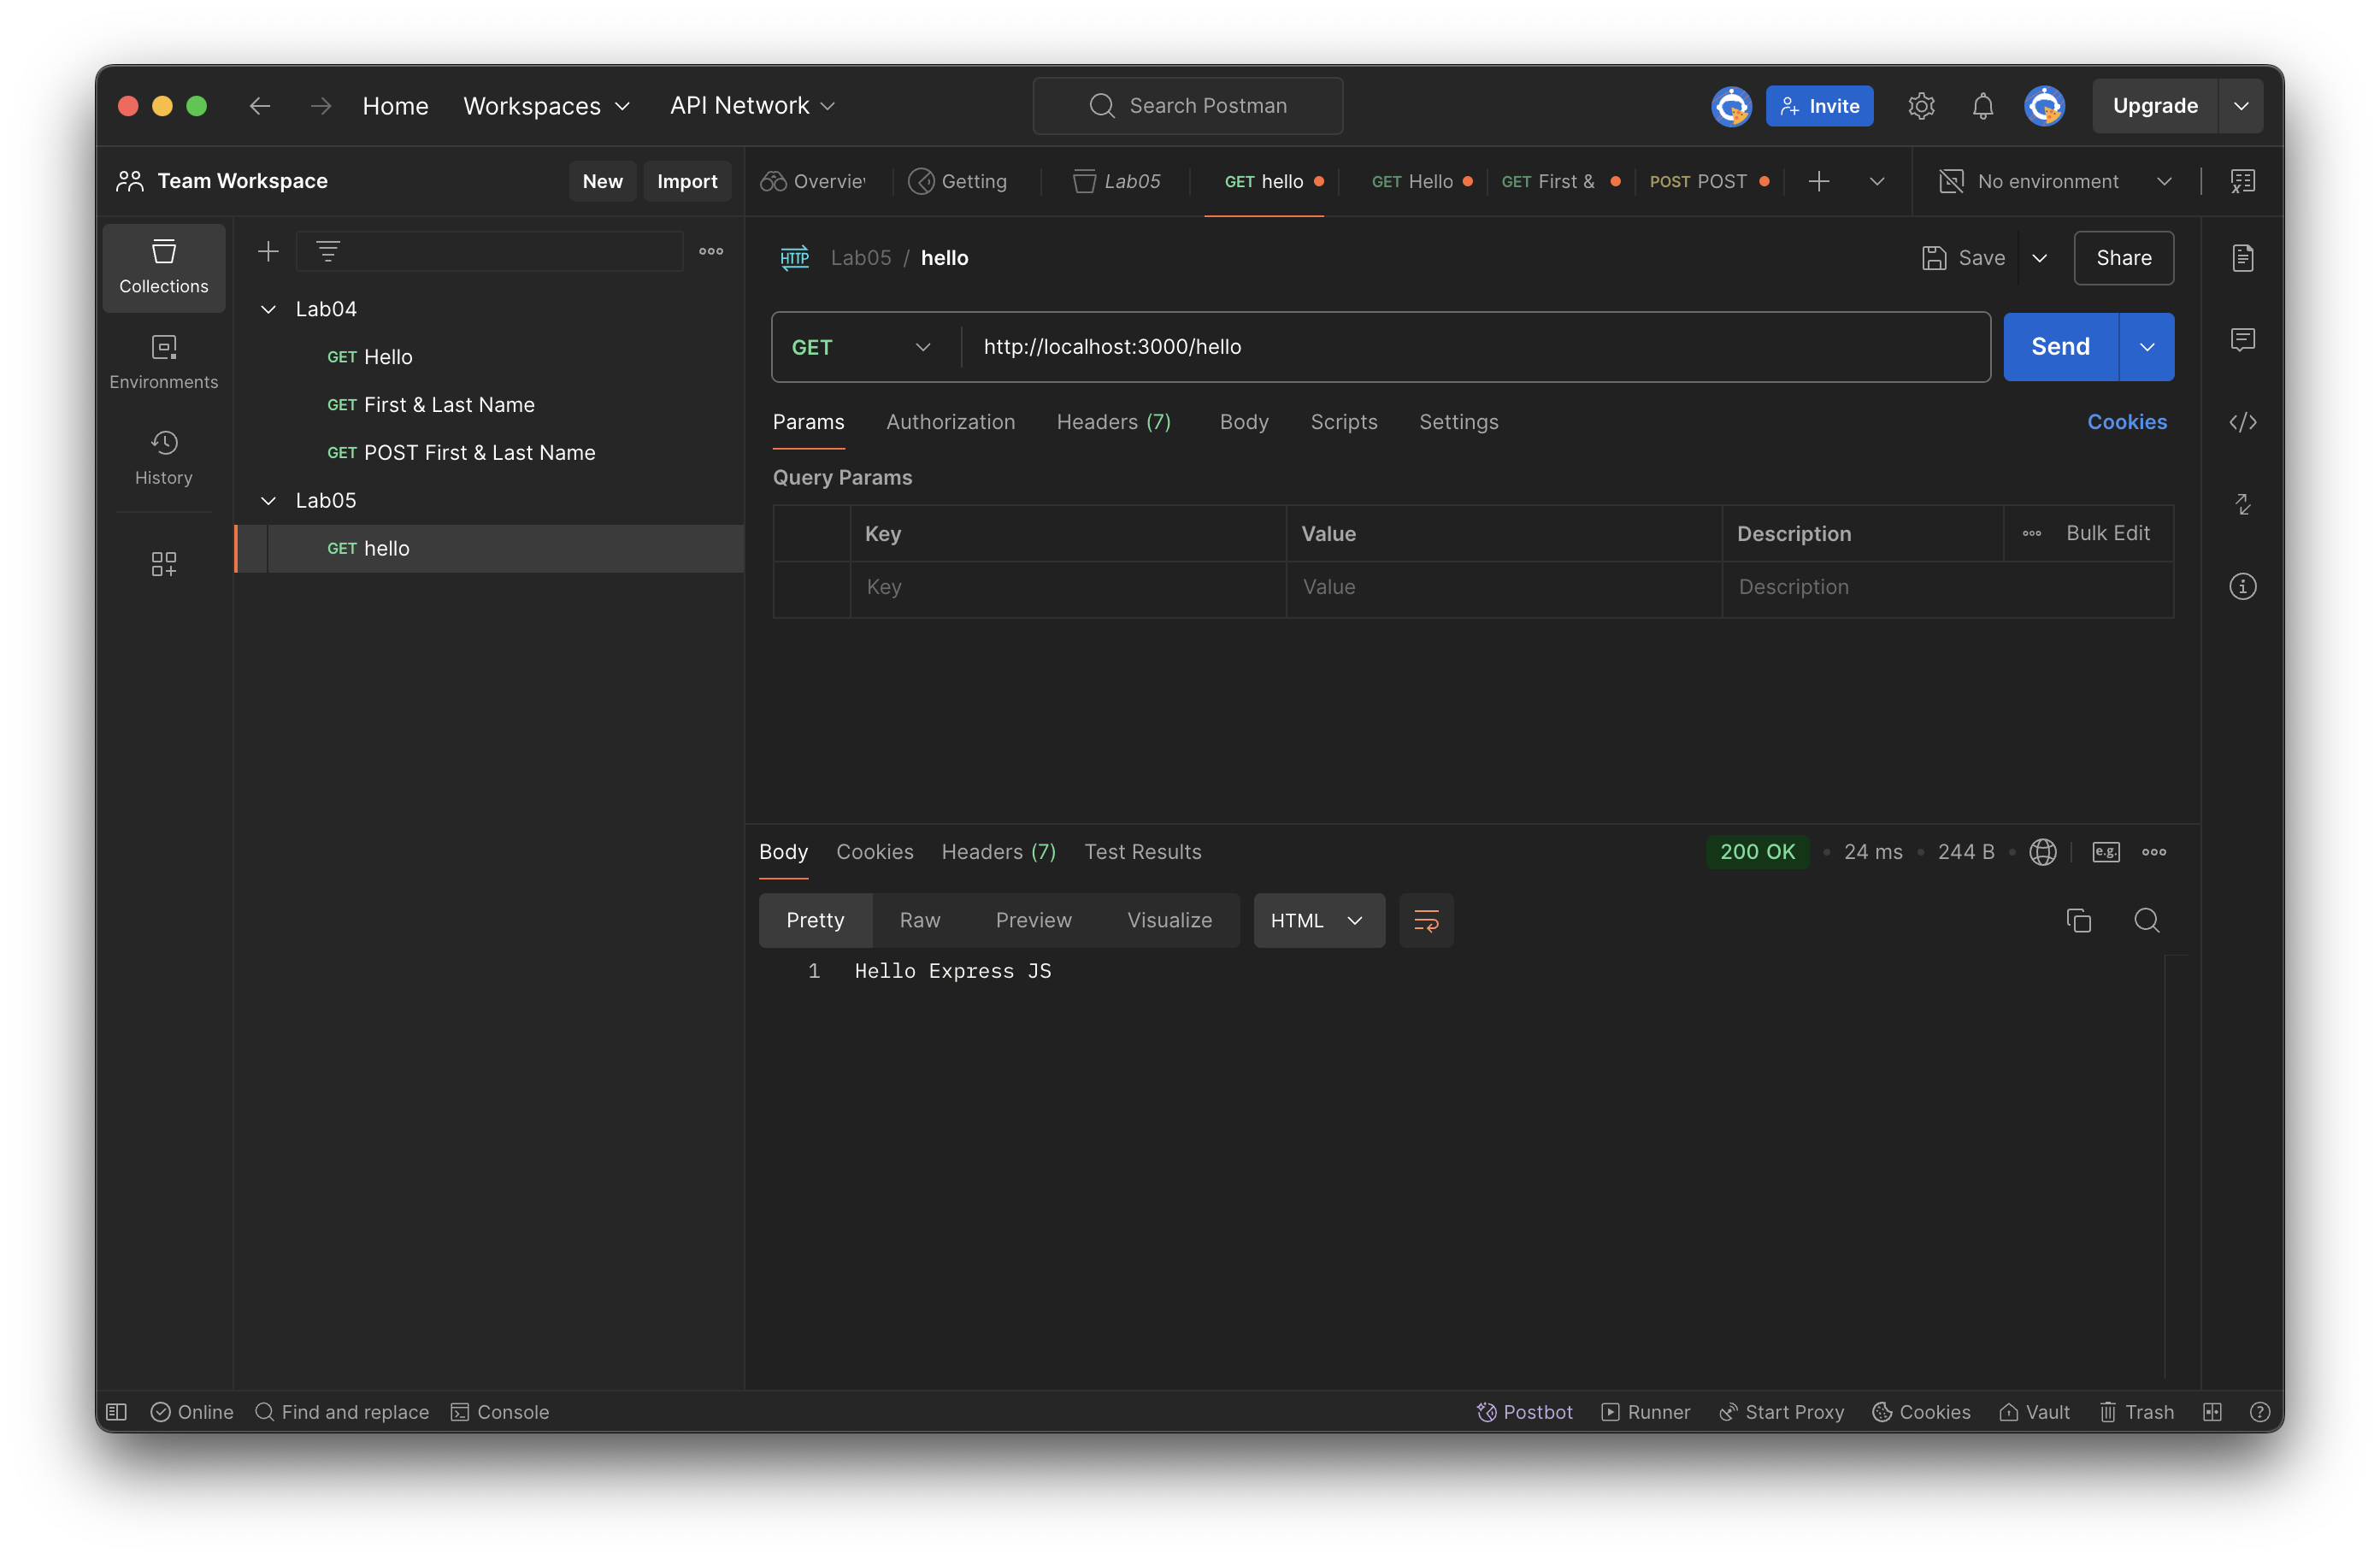 Home Workspaces API Network Search Postman Invite Upgrade
Team Workspace New Import Overview Getting Lab05 GET hello GET Hello GET First & POST POST No environment
Collections
Environments
History
Lab04
GET Hello
GET First & Last Name
GET POST First & Last Name
Lab05
GET hello
HTTP Lab05 / hello Save Share
GET http://localhost:3000/hello Send
Params Authorization Headers (7) Body Scripts Settings Cookies
Query Params
Key Value Description Bulk Edit
Key Value Description
Body Cookies Headers (7) Test Results 200 OK • 24 ms • 244 B • e.g.
Pretty Raw Preview Visualize HTML
1 Hello Express JS
Online Find and replace Console Postbot Runner Start Proxy Cookies Vault Trash